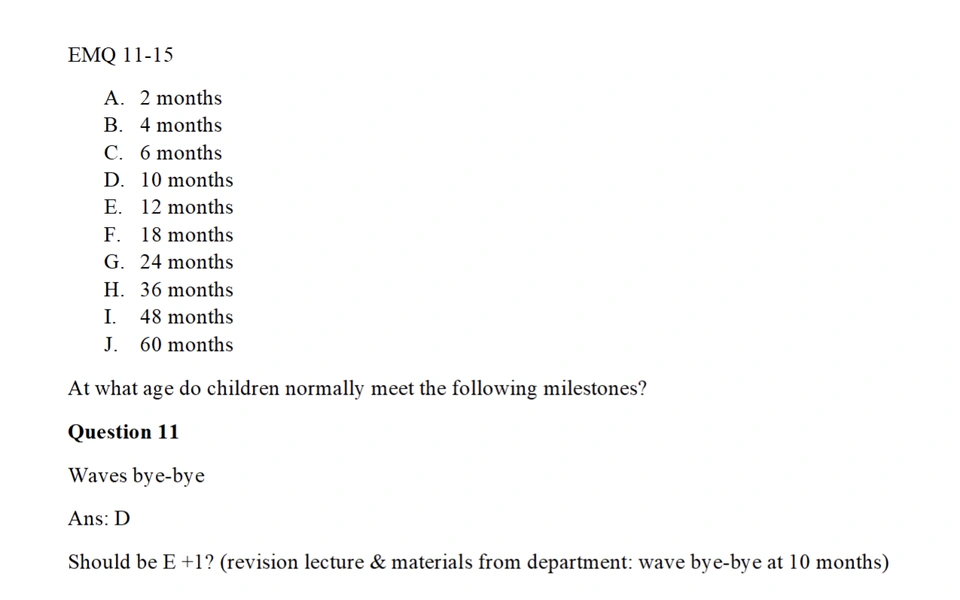 EMQ 11-15
A. 2 months
B. 4 months
C. 6 months
D. 10 months
E. 12 months
F. 18 months
G. 24 months
H. 36 months
I. 48 months
J. 60 months
At what age do children normally meet the following milestones?
Question 11
Waves bye-bye
Ans: D
Should be E +1? (revision lecture & materials from department: wave bye-bye at 10 months)